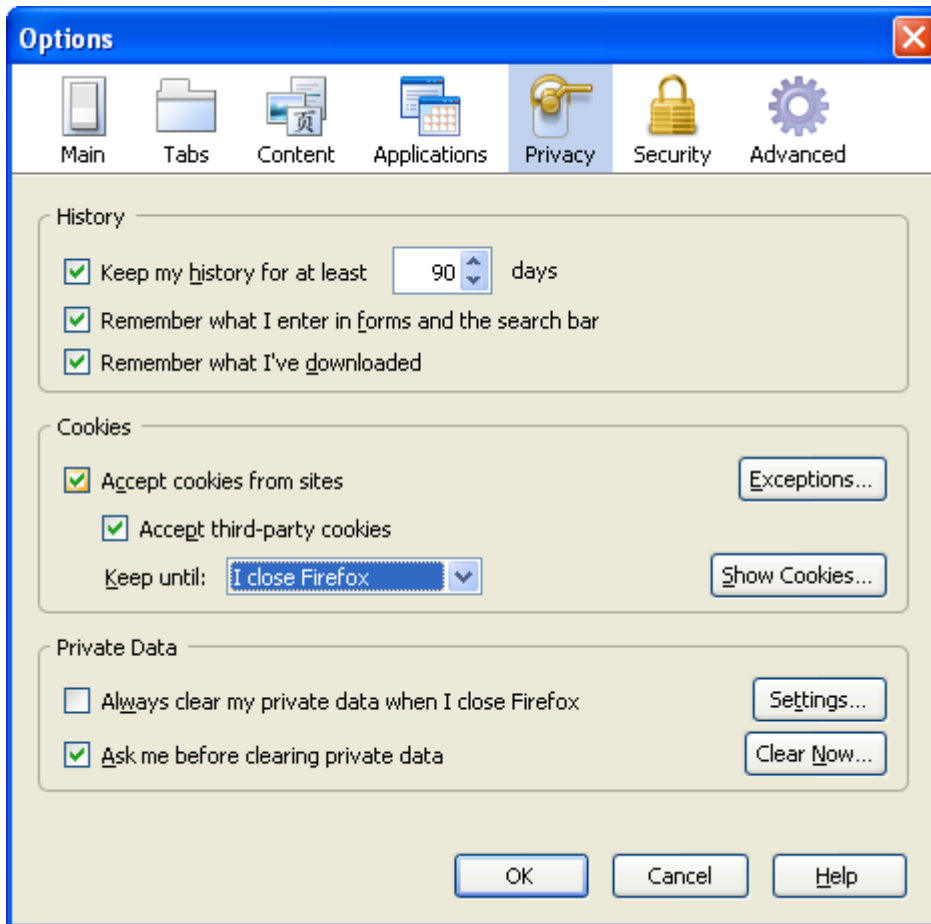 Options
Main Tabs Content Applications Privacy Security Advanced
History
Keep my history for at least 90 days
Remember what I enter in forms and the search bar
Remember what I've downloaded
Cookies
Accept cookies from sites Exceptions...
Accept third-party cookies
Keep until: I close Firefox Show Cookies...
Private Data
Always clear my private data when I close Firefox Settings...
Ask me before clearing private data Clear Now...
OK Cancel Help